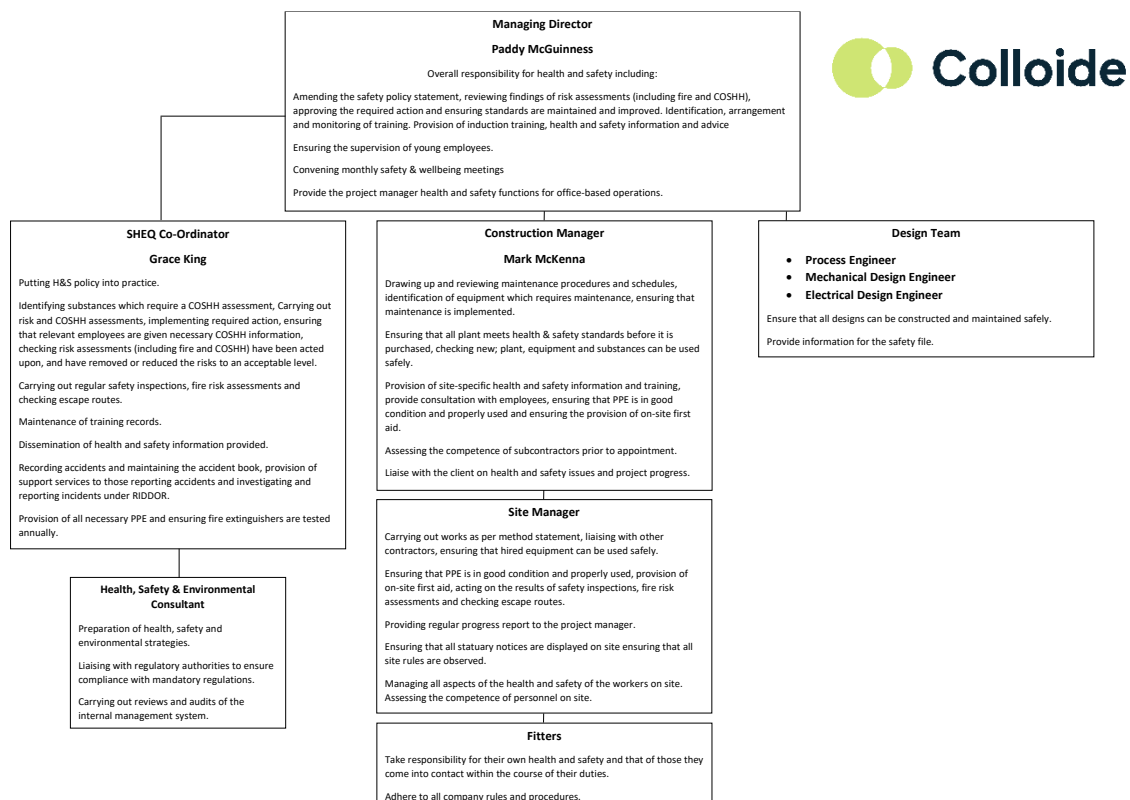 Managing Director
Paddy McGuinness
Overall responsibility for health and safety including:
Amending the safety policy statement, reviewing findings of risk assessments (including fire and COSHH),
approving the required action and ensuring standards are maintained and improved. Identification, arrangement
and monitoring of training. Provision of induction training, health and safety information and advice
Ensuring the supervision of young employees.
Convening monthly safety & wellbeing meetings
Provide the project manager health and safety functions for office-based operations.
Colloide
SHEQ Co-Ordinator
Grace King
Putting H&S policy into practice.
Identifying substances which require a COSHH assessment, Carrying out
risk and COSHH assessments, implementing required action, ensuring
that relevant employees are given necessary COSHH information,
checking risk assessments (including fire and COSHH) have been acted
upon, and have removed or reduced the risks to an acceptable level.
Carrying out regular safety inspections, fire risk assessments and
checking escape routes.
Maintenance of training records.
Dissemination of health and safety information provided.
Recording accidents and maintaining the accident book, provision of
support services to those reporting accidents and investigating and
reporting incidents under RIDDOR.
Provision of all necessary PPE and ensuring fire extinguishers are tested
annually.
Health, Safety & Environmental
Consultant
Preparation of health, safety and
environmental strategies.
Liaising with regulatory authorities to ensure
compliance with mandatory regulations.
Carrying out reviews and audits of the
internal management system.
Construction Manager
Mark McKenna
Drawing up and reviewing maintenance procedures and schedules,
identification of equipment which requires maintenance, ensuring that
maintenance is implemented.
Ensuring that all plant meets health & safety standards before it is
purchased, checking new; plant, equipment and substances can be used
safely.
Provision of site-specific health and safety information and training,
provide consultation with employees, ensuring that PPE is in good
condition and properly used and ensuring the provision of on-site first
aid.
Assessing the competence of subcontractors prior to appointment.
Liaise with the client on health and safety issues and project progress.
Site Manager
Carrying out works as per method statement, liaising with other
contractors, ensuring that hired equipment can be used safely.
Ensuring that PPE is in good condition and properly used, provision of
on-site first aid, acting on the results of safety inspections, fire risk
assessments and checking escape routes.
Providing regular progress report to the project manager.
Ensuring that all statuary notices are displayed on site ensuring that all
site rules are observed.
Managing all aspects of the health and safety of the workers on site.
Assessing the competence of personnel on site.
Fitters
Take responsibility for their own health and safety and that of those they
come into contact within the course of their duties.
Adhere to all company rules and procedures.
Design Team
• Process Engineer
• Mechanical Design Engineer
• Electrical Design Engineer
Ensure that all designs can be constructed and maintained safely.
Provide information for the safety file.